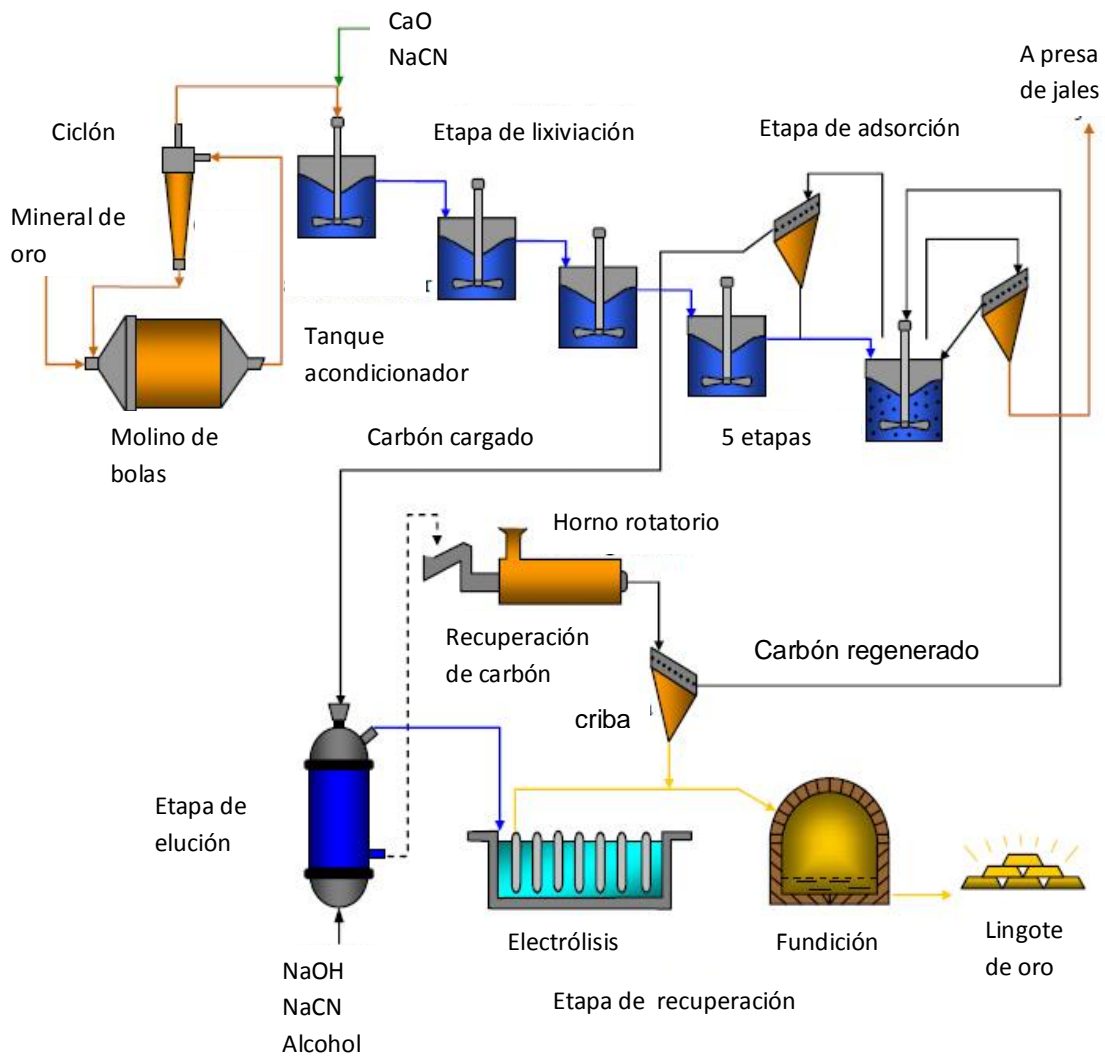 CaO
NaCN
A presa
de jales
Ciclón
Etapa de lixiviación
Etapa de adsorción
Mineral de
oro
Tanque
acondicionador
Molino de
bolas
Carbón cargado
5 etapas
Horno rotatorio
Recuperación
de carbón
Carbón regenerado
criba
Etapa de
elución
Electrólisis
Fundición
Lingote
de oro
NaOH
NaCN
Alcohol
Etapa de recuperación